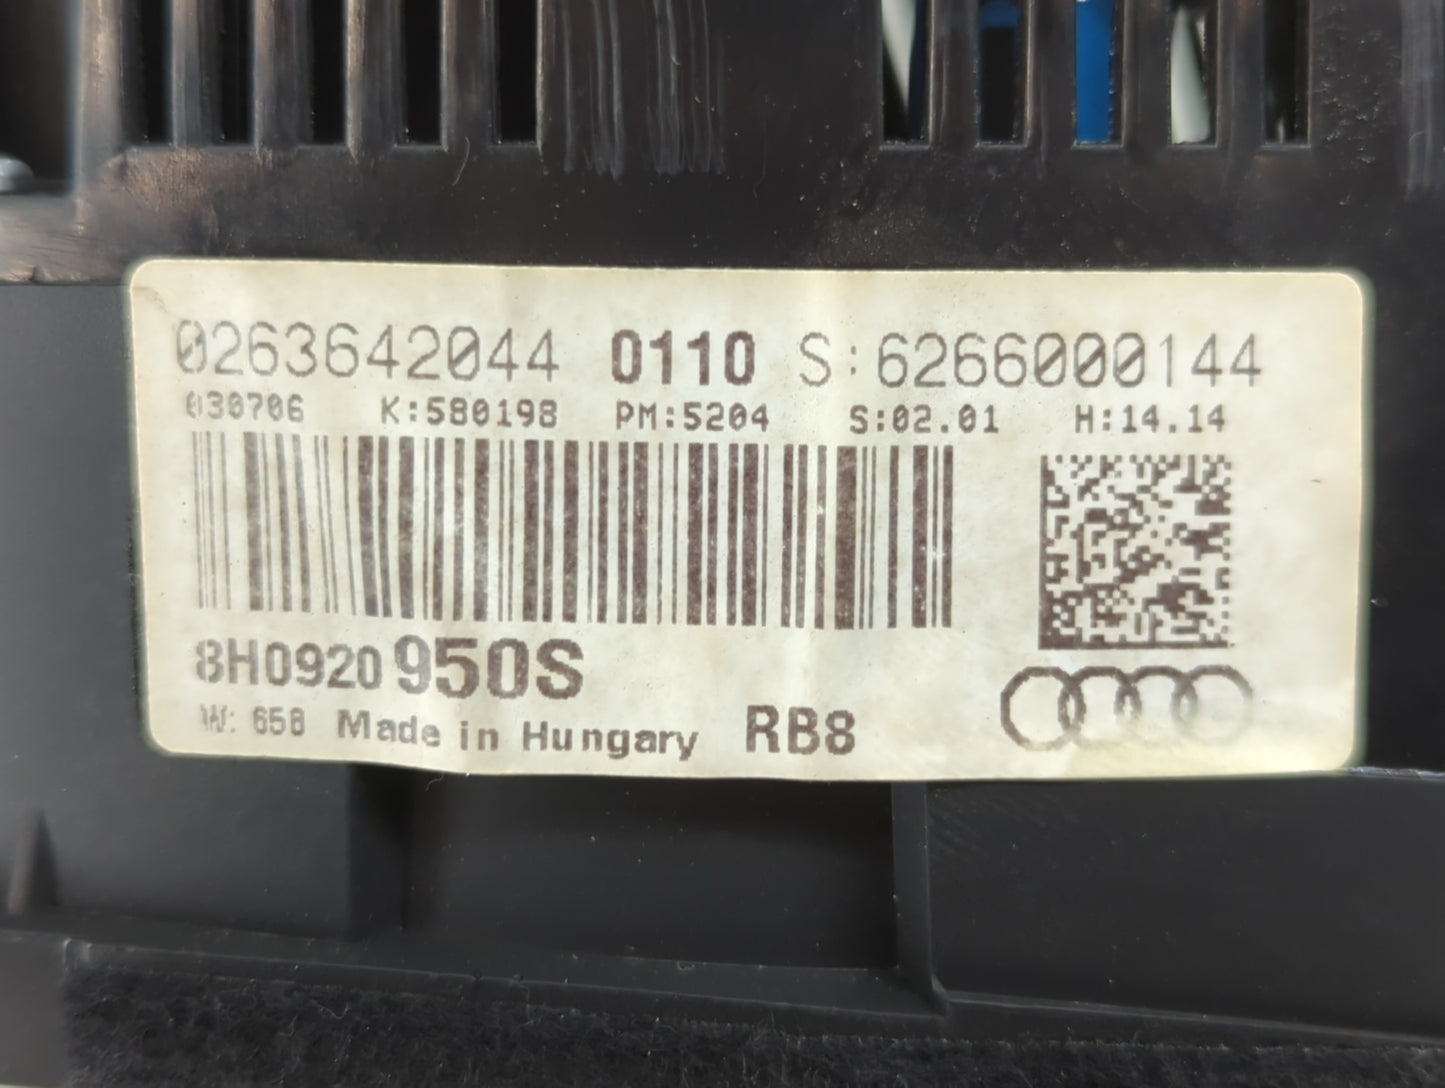 0263642044 0110 S:6266000144
030706 K:580198 PM:5204 S:02.01 H:14.14
8H0920 950S
W: 658 Made in Hungary RB8